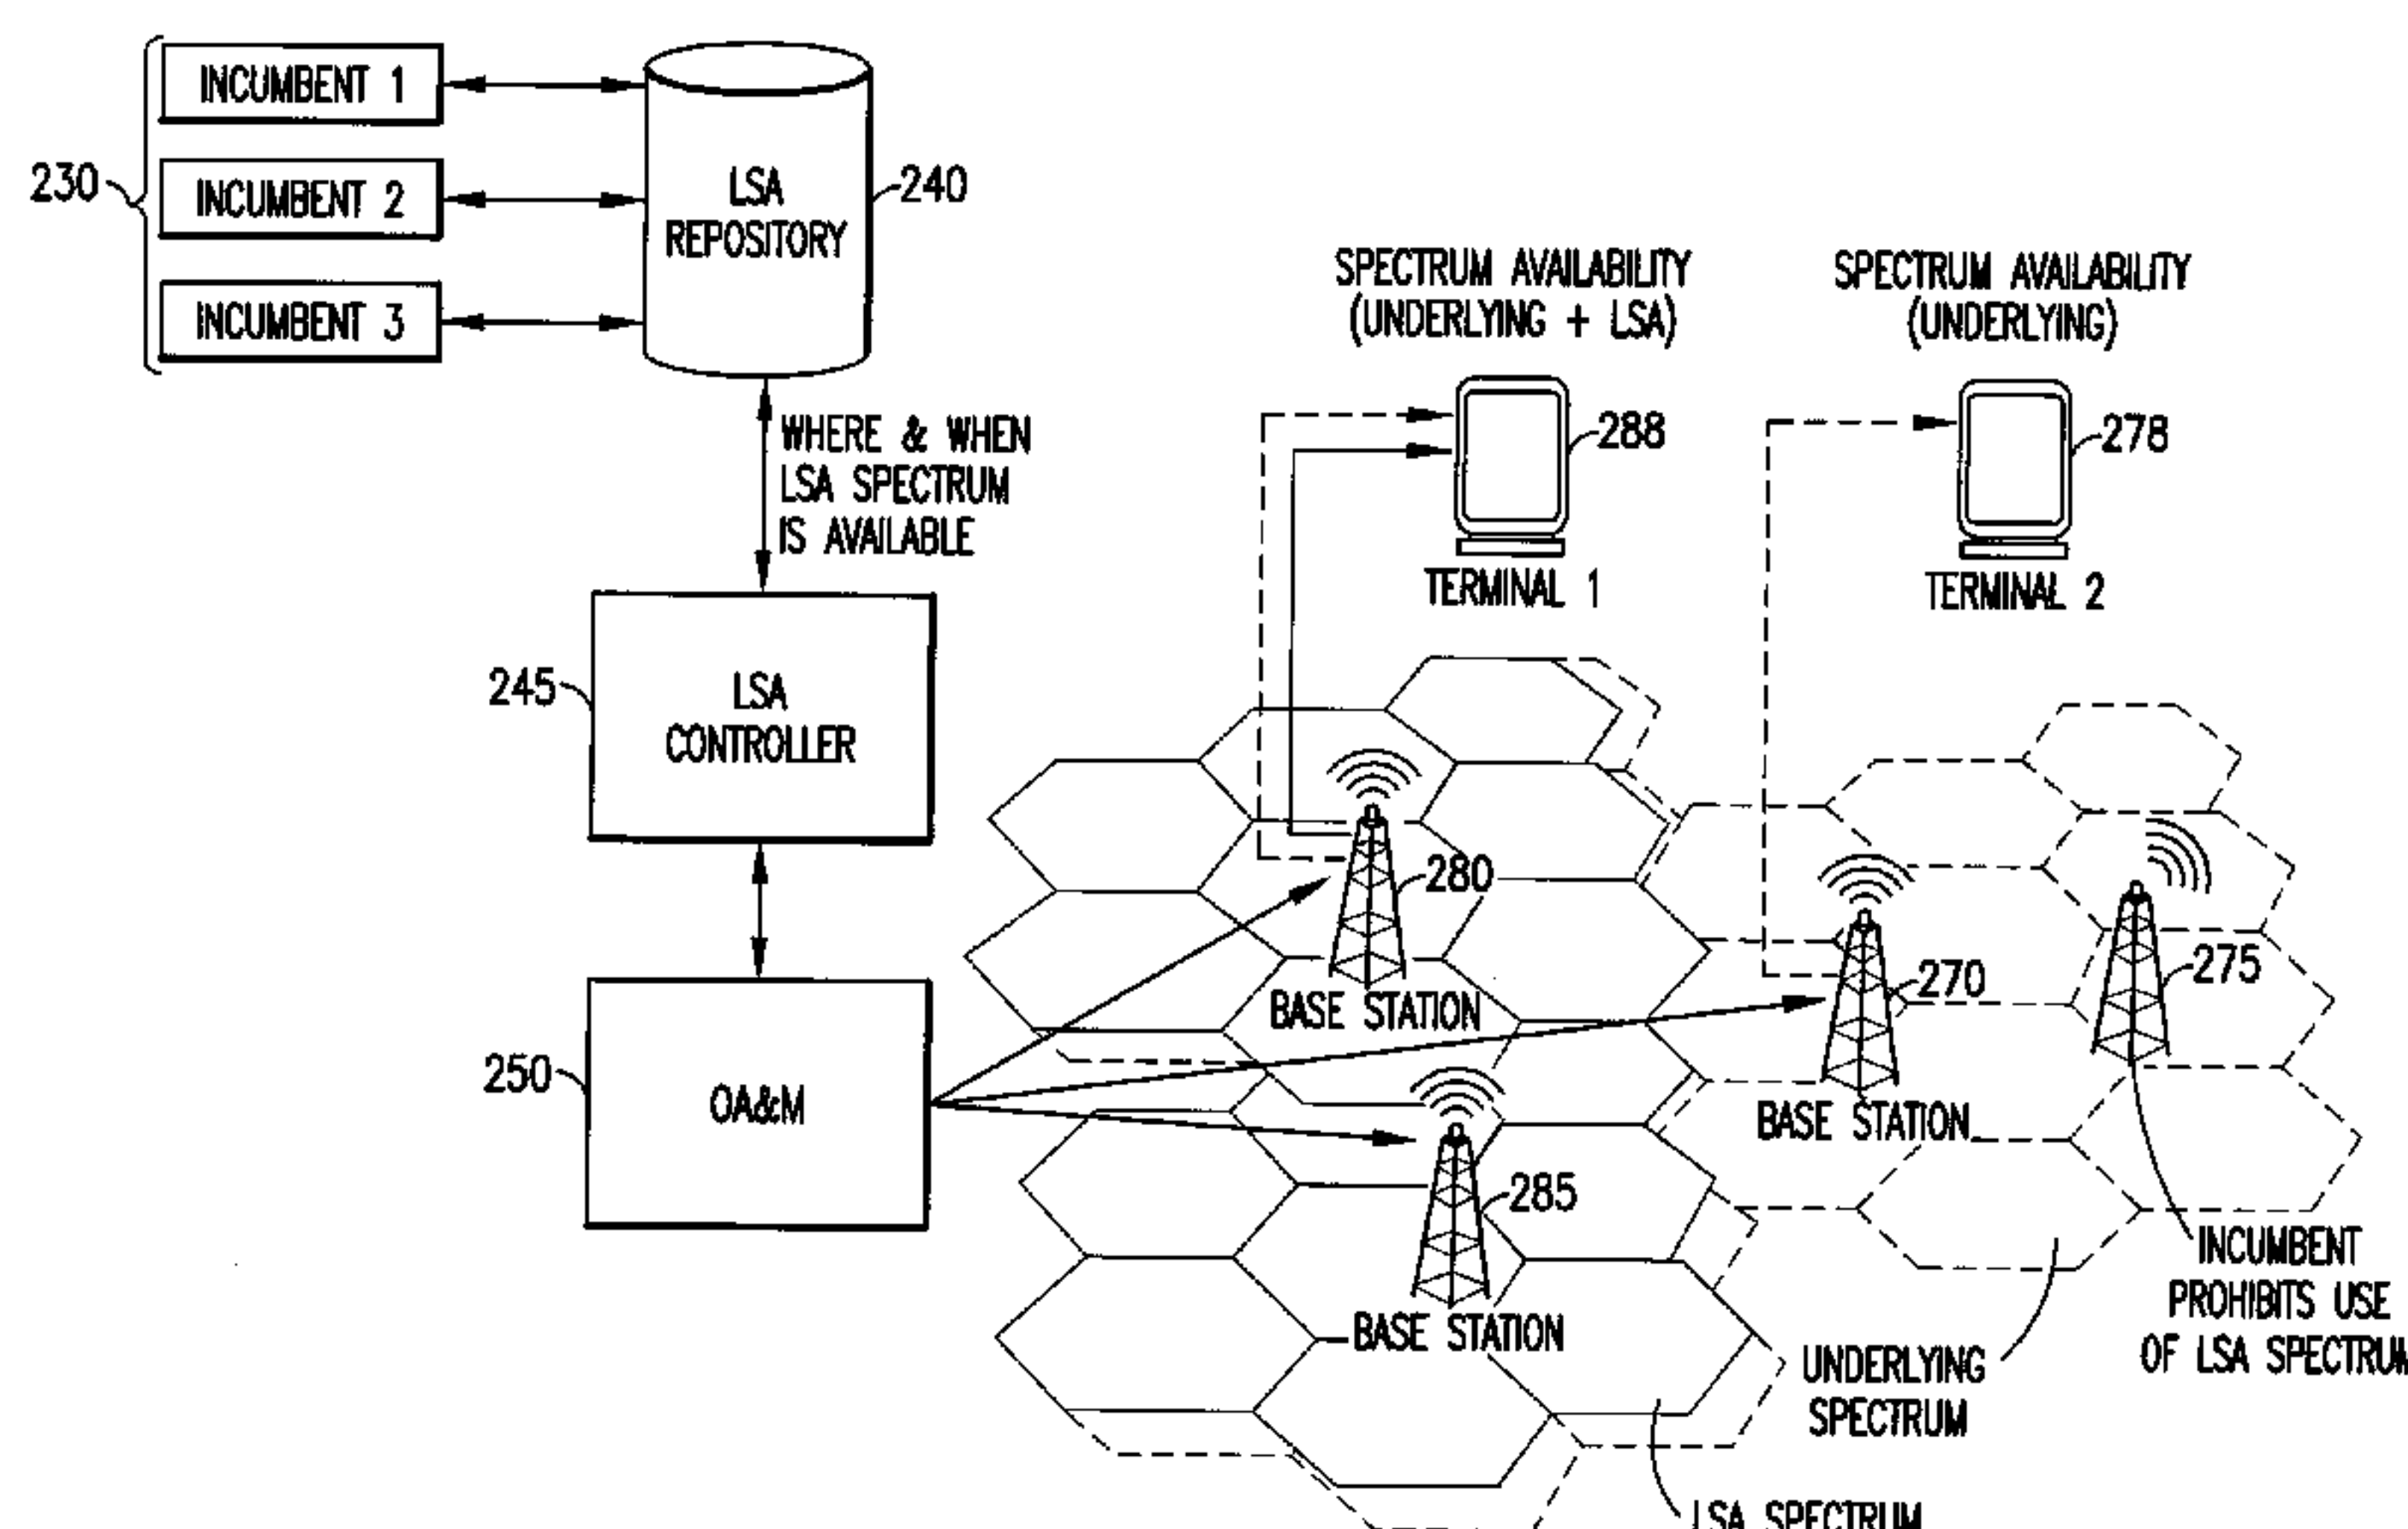 INCUMBENT 1
230
INCUMBENT 2
INCUMBENT 3
LSA
REPOSITORY
240
WHERE & WHEN
LSA SPECTRUM
IS AVAILABLE
245
LSA
CONTROLLER
250
OA&M
SPECTRUM AVAILABILITY
(UNDERLYING + LSA)
288
TERMINAL 1
SPECTRUM AVAILABILITY
(UNDERLYING)
278
TERMINAL 2
280
BASE STATION
270
BASE STATION
275
285
BASE STATION
INCUMBENT
PROHIBITS USE
OF LSA SPECTRUM
UNDERLYING
SPECTRUM
LSA SPECTRUM